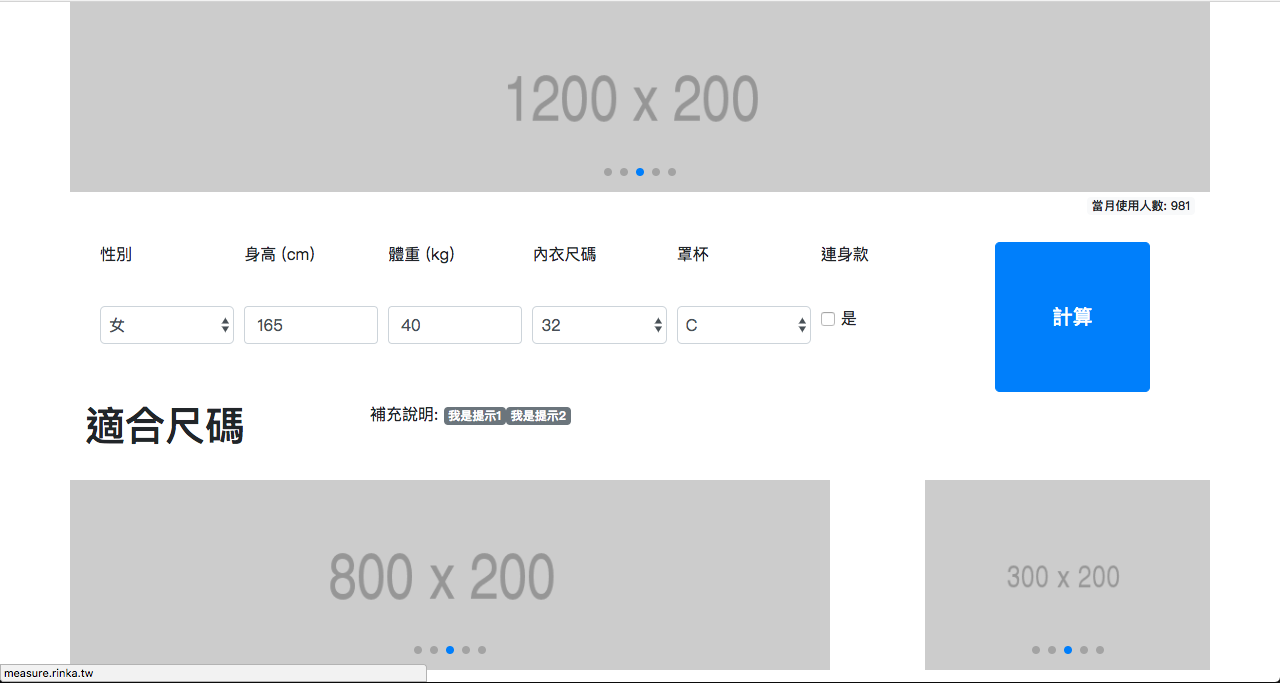 1200 x 200
當月使用人數: 981
性別 身高 (cm) 體重 (kg) 內衣尺碼 罩杯 連身款
女 165 40 32 C 是
計算
適合尺碼
補充說明: 我是提示1 我是提示2
800 x 200
300 x 200
measure.rinka.tw